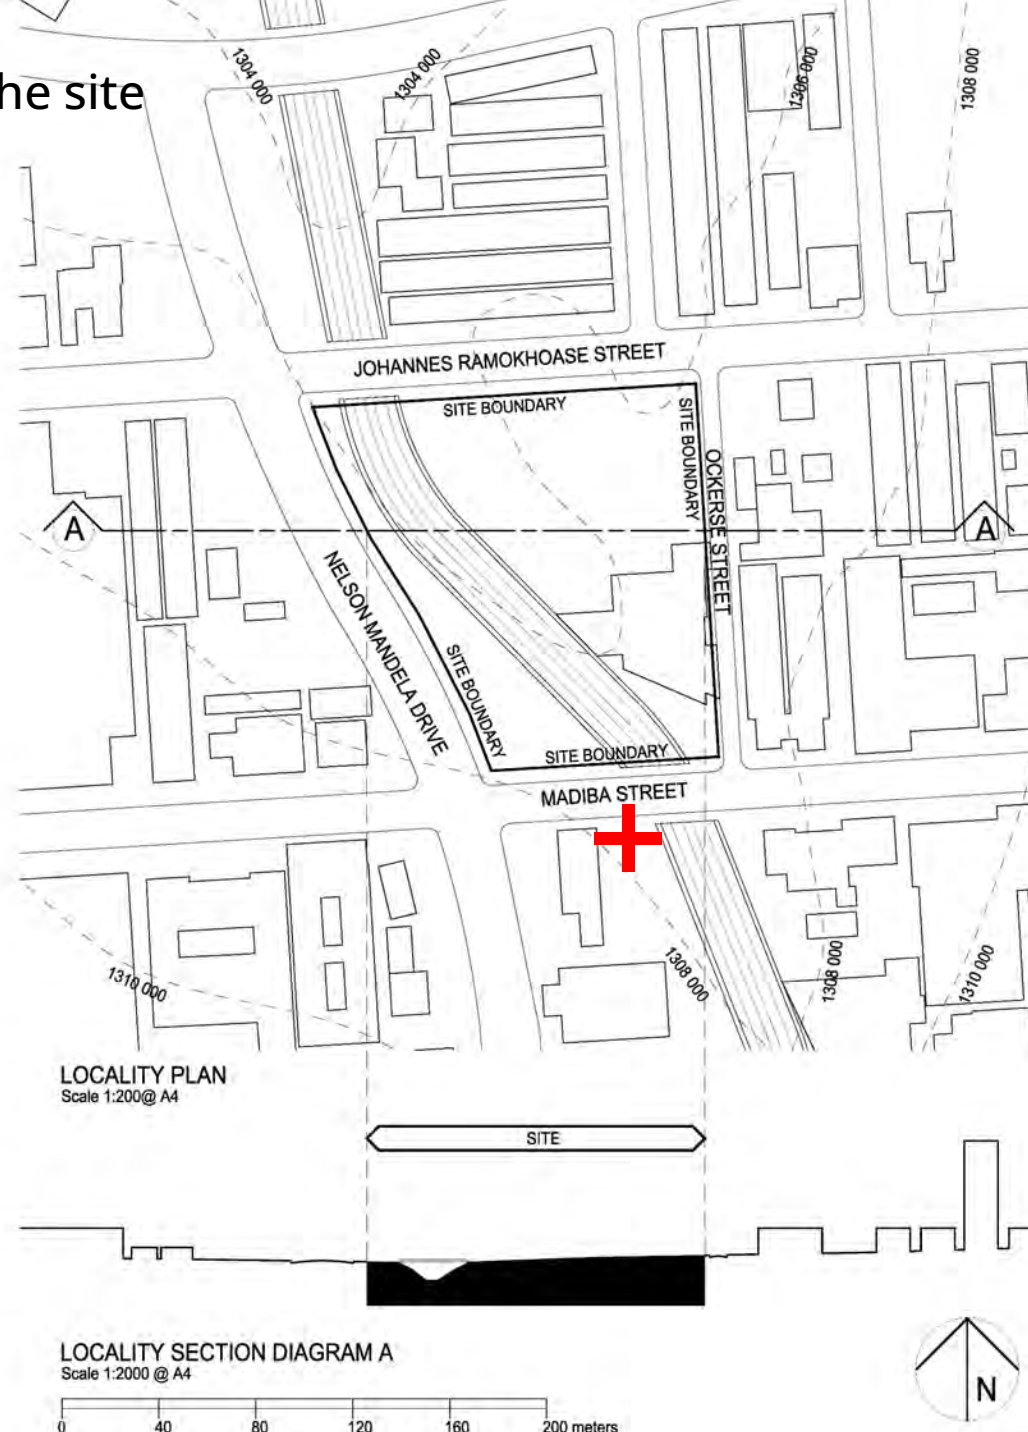 he site
1304 000
1304 000
1306 000
1308 000
JOHANNES RAMOKHOASE STREET
SITE BOUNDARY
SITE BOUNDARY
OCKERSE STREET
A
A
NELSON MANDELA DRIVE
SITE BOUNDARY
SITE BOUNDARY
MADIBA STREET
1310 000
1308 000
1308 000
1310 000
LOCALITY PLAN
Scale 1:200@ A4
SITE
LOCALITY SECTION DIAGRAM A
Scale 1:2000 @ A4
N
0 40 80 120 160 200 meters